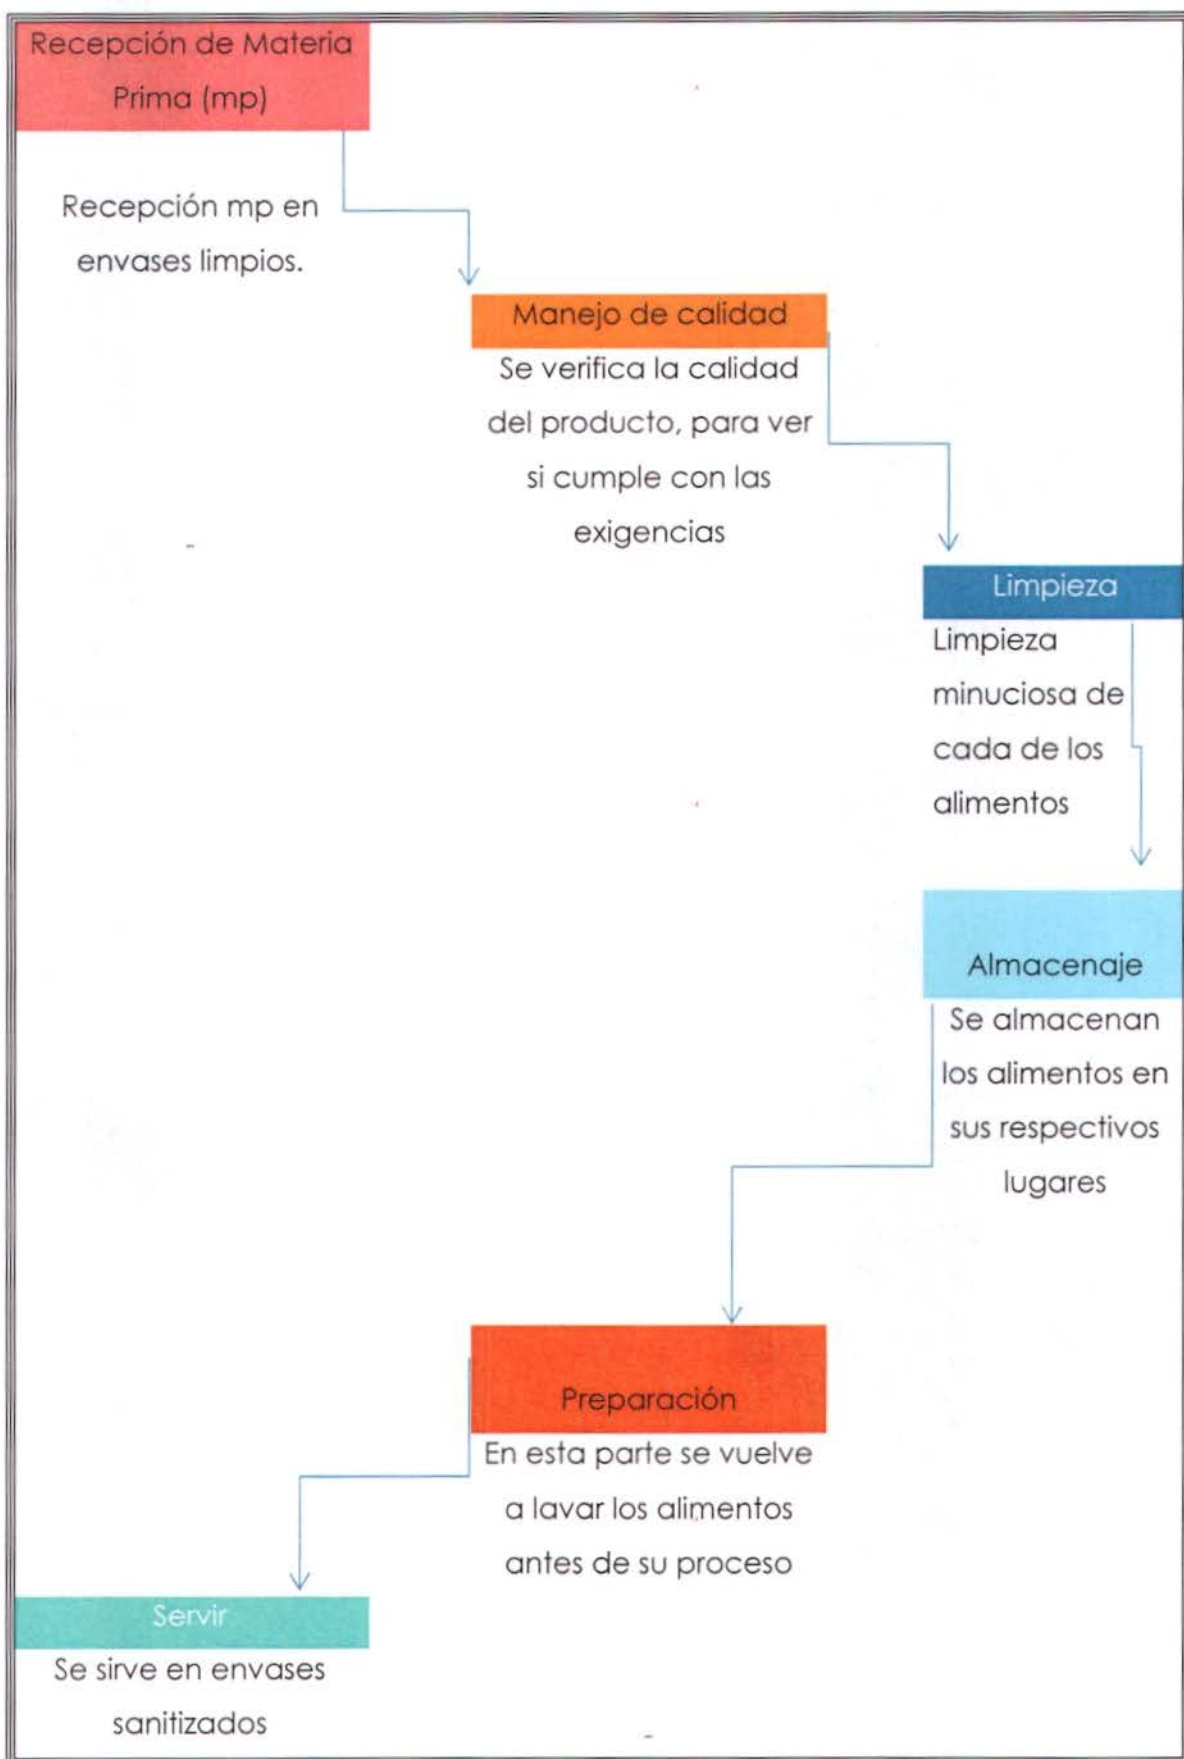 Recepción de Materia
Prima (mp)
Recepción mp en
envases limpios.
Manejo de calidad
Se verifica la calidad
del producto, para ver
si cumple con las
exigencias
Limpieza
Limpieza
minuciosa de
cada de los
alimentos
Almacenaje
Se almacenan
los alimentos en
sus respectivos
lugares
Preparación
En esta parte se vuelve
a lavar los alimentos
antes de su proceso
Servir
Se sirve en envases
sanitizados